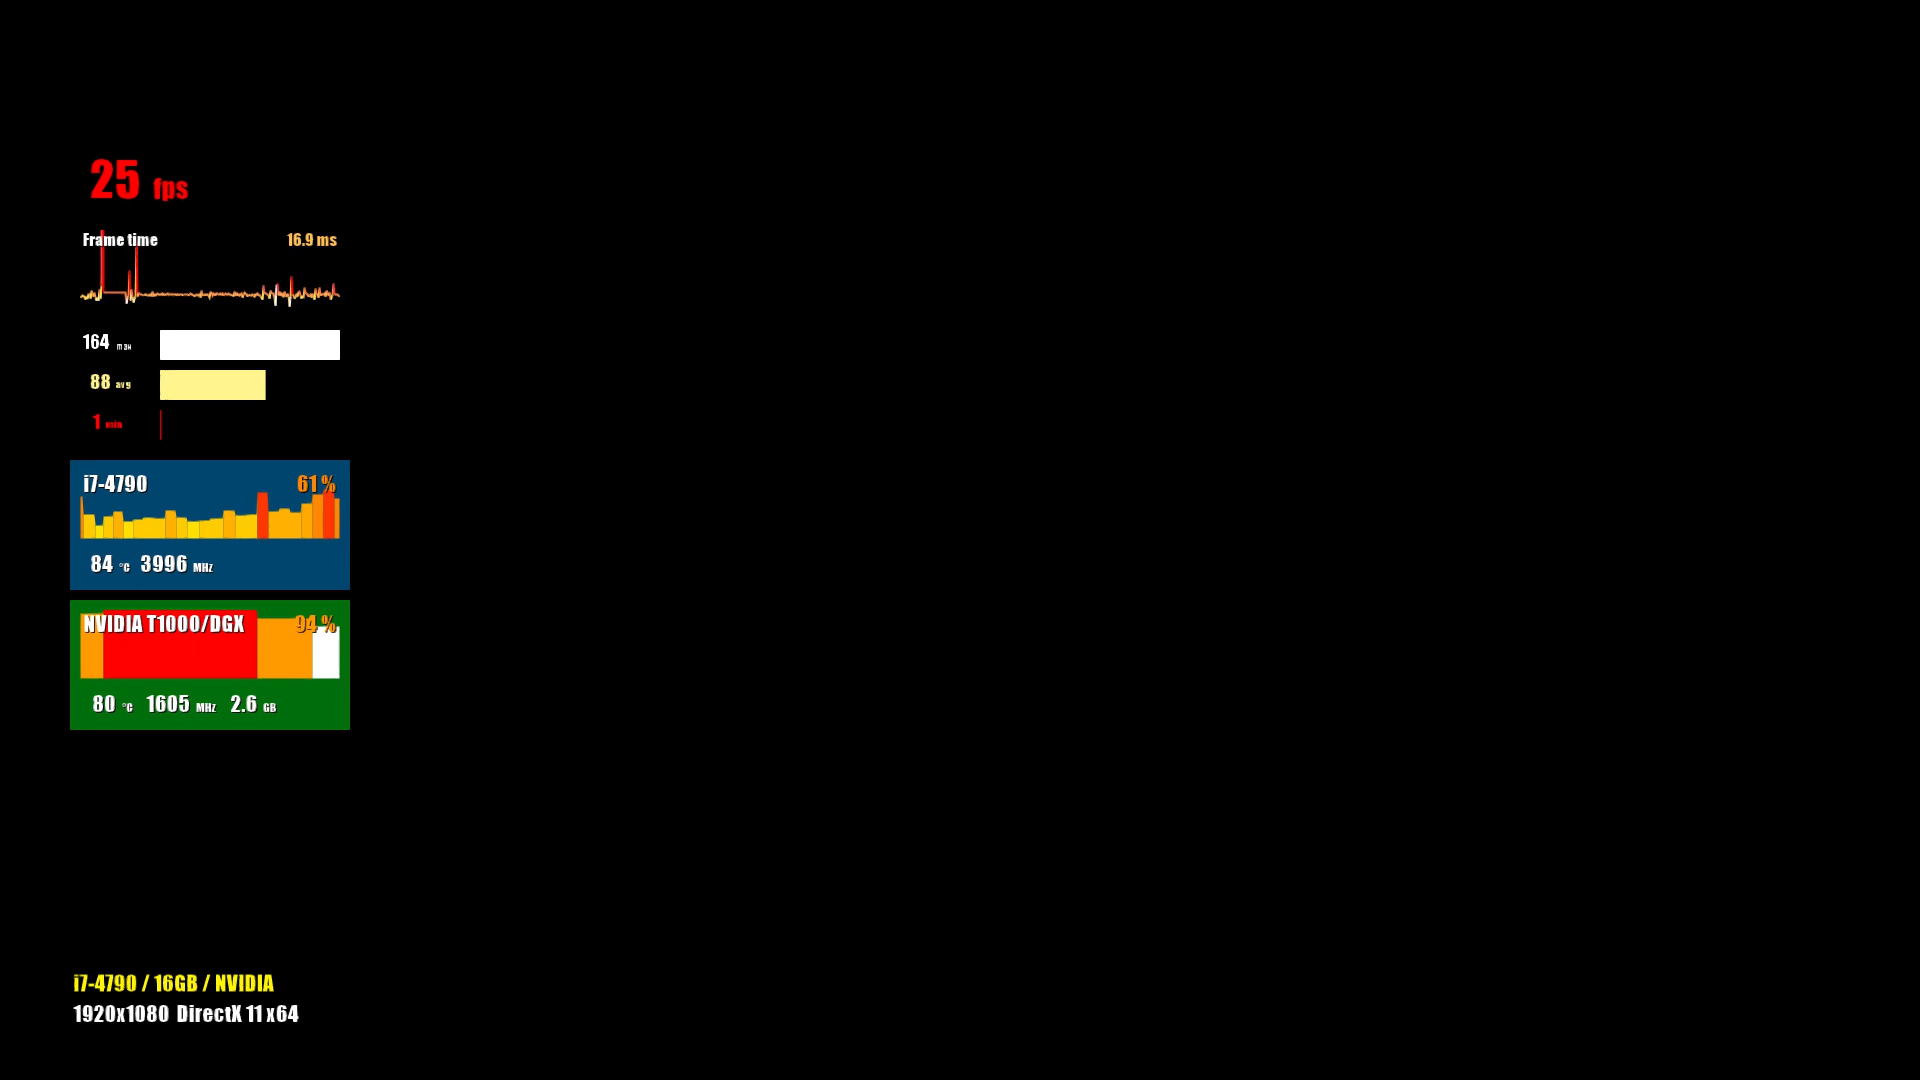 25 fps
Frame time 16.9 ms
164 max
88 avg
1 min
i7-4790 61 %
84 °C 3996 MHz
NVIDIA T1000/DGX 94 %
80 °C 1605 MHz 2.6 GB
i7-4790 / 16GB / NVIDIA
1920x1080 DirectX 11 x64